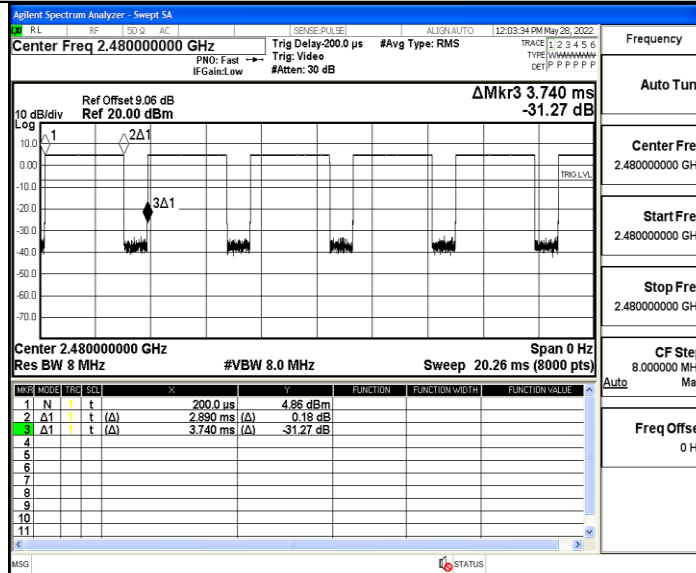 Agilent Spectrum Analyzer - Swept SA
RL RF 50 Ω AC SENSE:PULSE ALIGNAUTO 12:03:34 PM May 28, 2022
Center Freq 2.480000000 GHz
PNO: Fast
IFGain:Low
Trig Delay-200.0 µs
Trig: Video
#Atten: 30 dB
#Avg Type: RMS
TRACE 1 2 3 4 5 6
TYPE
DET P P P P P P
Ref Offset 9.06 dB
Ref 20.00 dBm
10 dB/div
Log
ΔMkr3 3.740 ms
-31.27 dB
1
2Δ1
3Δ1
TRIG LVL
10.0
0.00
-10.0
-20.0
-30.0
-40.0
-50.0
-60.0
-70.0
Center 2.480000000 GHz
Span 0 Hz
Res BW 8 MHz
#VBW 8.0 MHz
Sweep 20.26 ms (8000 pts)
MKR MODE TRC SCL X Y FUNCTION FUNCTION WIDTH FUNCTION VALUE
1 N 1 t 200.0 µs 4.86 dBm
2 Δ1 1 t (Δ) 2.890 ms (Δ) 0.18 dB
3 Δ1 1 t (Δ) 3.740 ms (Δ) -31.27 dB
4
5
6
7
8
9
10
11
MSG
STATUS
Frequency
Auto Tun
Center Fre
2.480000000 GH
Start Fre
2.480000000 GH
Stop Fre
2.480000000 GH
CF Ste
8.000000 MH
Auto Ma
Freq Offse
0 H